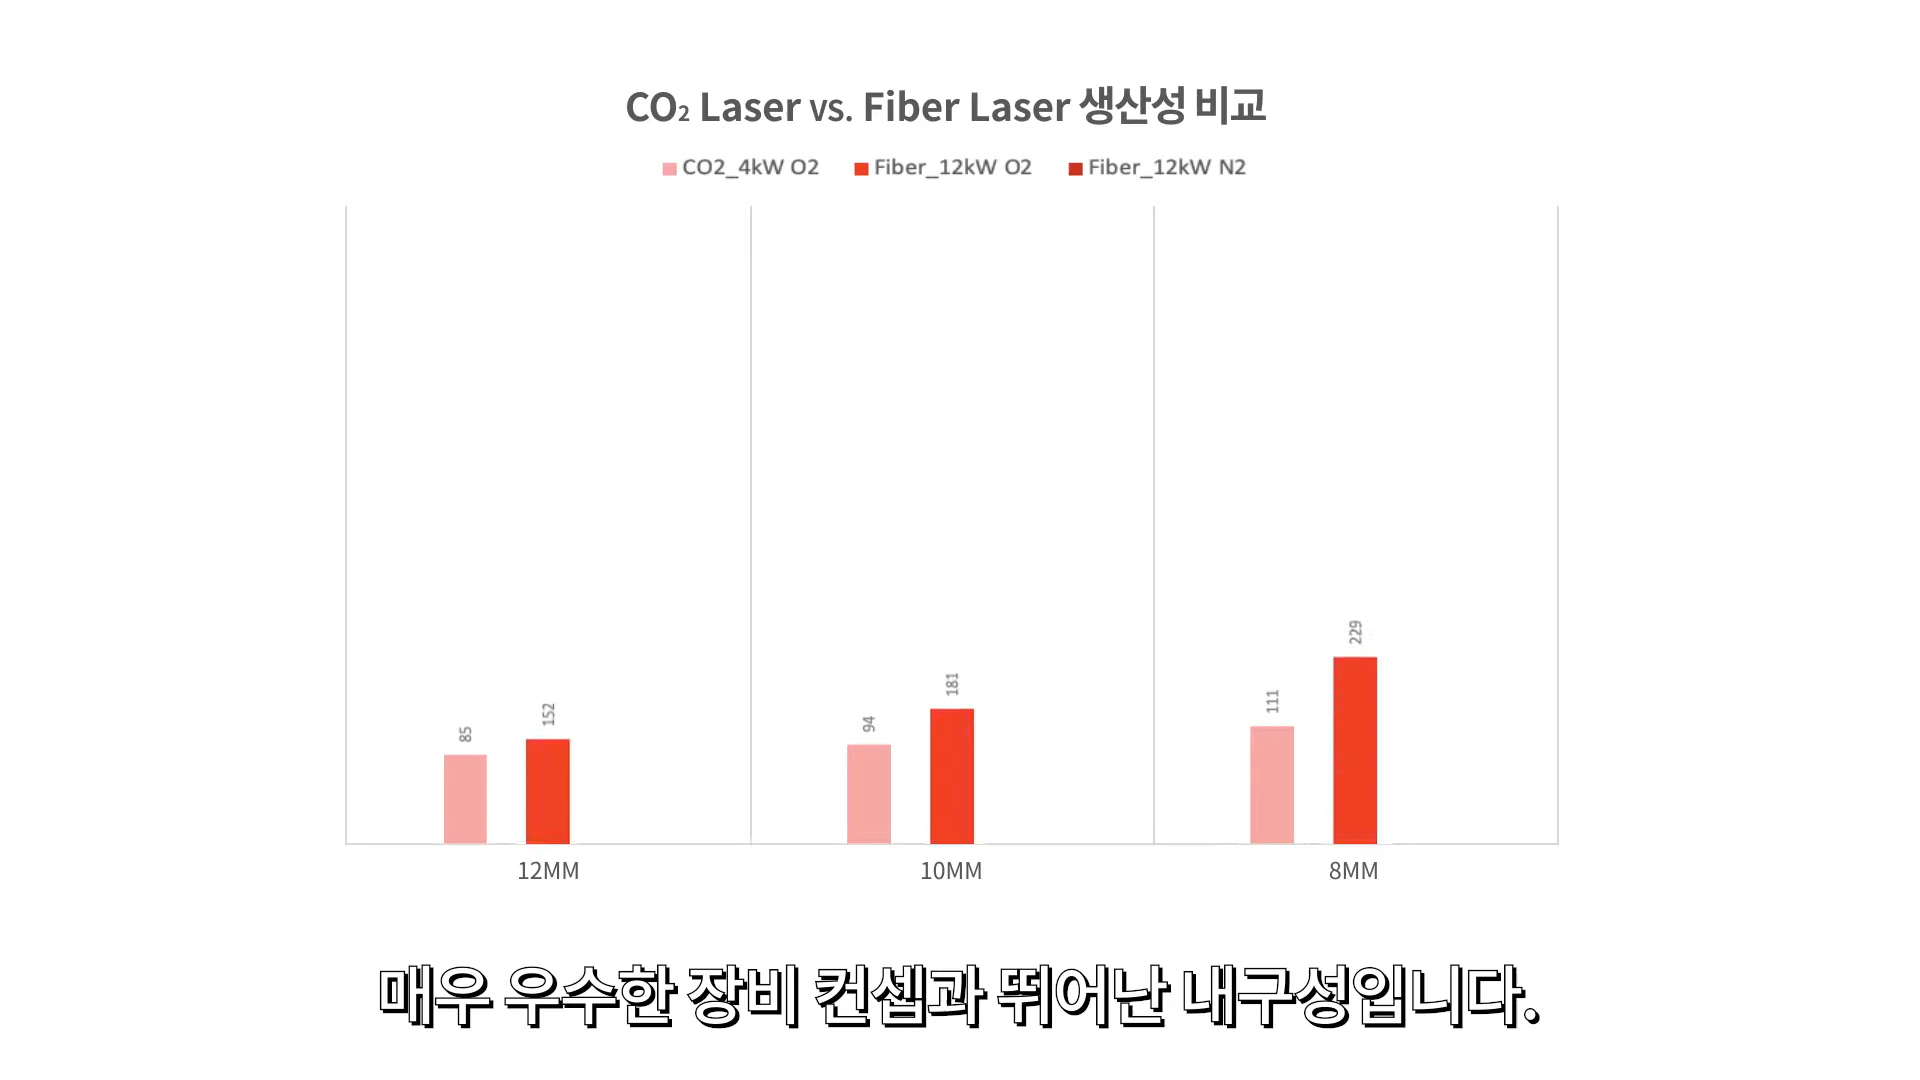 CO₂ Laser vs. Fiber Laser 생산성 비교
CO2_4kW O2 Fiber_12kW O2 Fiber_12kW N2
85 152 94 181 111 229
12MM 10MM 8MM
매우 우수한 장비 컨셉과 뛰어난 내구성입니다.